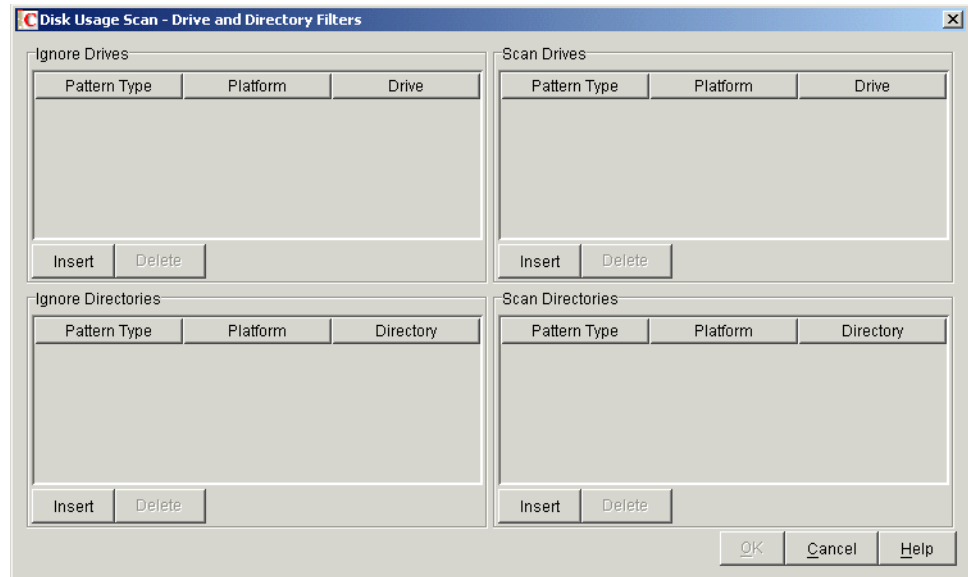 Disk Usage Scan - Drive and Directory Filters
Ignore Drives
Pattern Type Platform Drive
Insert Delete
Scan Drives
Pattern Type Platform Drive
Insert Delete
Ignore Directories
Pattern Type Platform Directory
Insert Delete
Scan Directories
Pattern Type Platform Directory
Insert Delete
OK Cancel Help